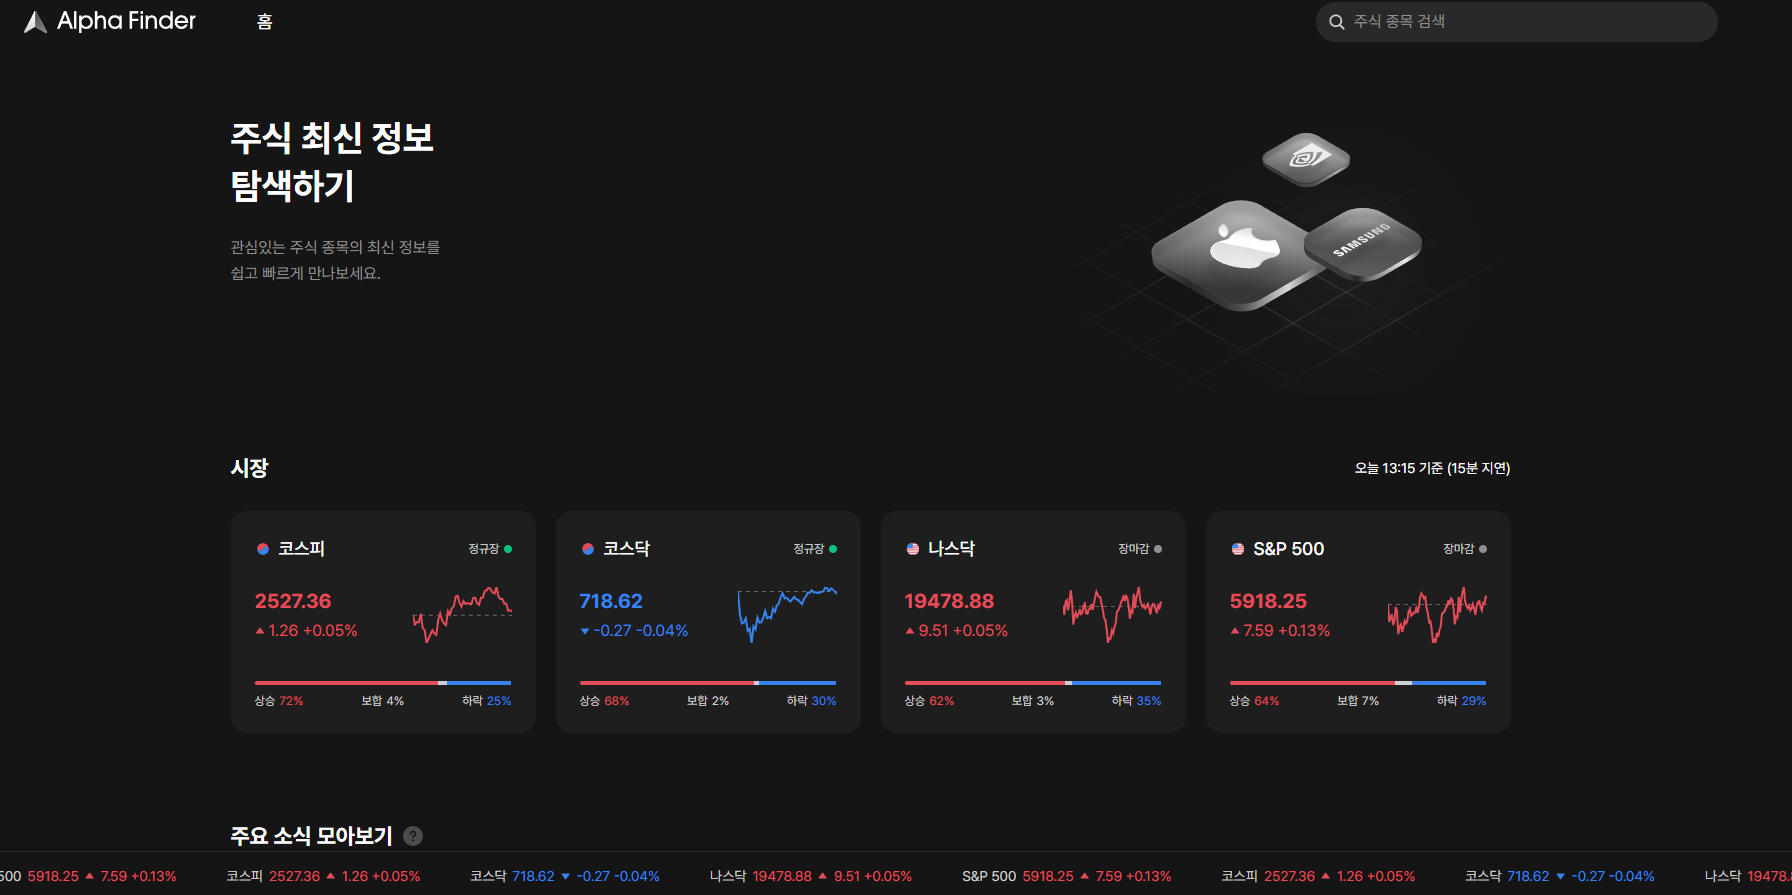 Alpha Finder
홈
주식 종목 검색
주식 최신 정보
탐색하기
관심있는 주식 종목의 최신 정보를
쉽고 빠르게 만나보세요.
SAMSUNG
시장
오늘 13:15 기준 (15분 지연)
코스피 정규장
2527.36
1.26 +0.05%
상승 72% 보합 4% 하락 25%
코스닥 정규장
718.62
-0.27 -0.04%
상승 68% 보합 2% 하락 30%
나스닥 장마감
19478.88
9.51 +0.05%
상승 62% 보합 3% 하락 35%
S&P 500 장마감
5918.25
7.59 +0.13%
상승 64% 보합 7% 하락 29%
주요 소식 모아보기 ?
500 5918.25 ▲ 7.59 +0.13% 코스피 2527.36 ▲ 1.26 +0.05% 코스닥 718.62 ▼ -0.27 -0.04% 나스닥 19478.88 ▲ 9.51 +0.05% S&P 500 5918.25 ▲ 7.59 +0.13% 코스피 2527.36 ▲ 1.26 +0.05% 코스닥 718.62 ▼ -0.27 -0.04% 나스닥 19478